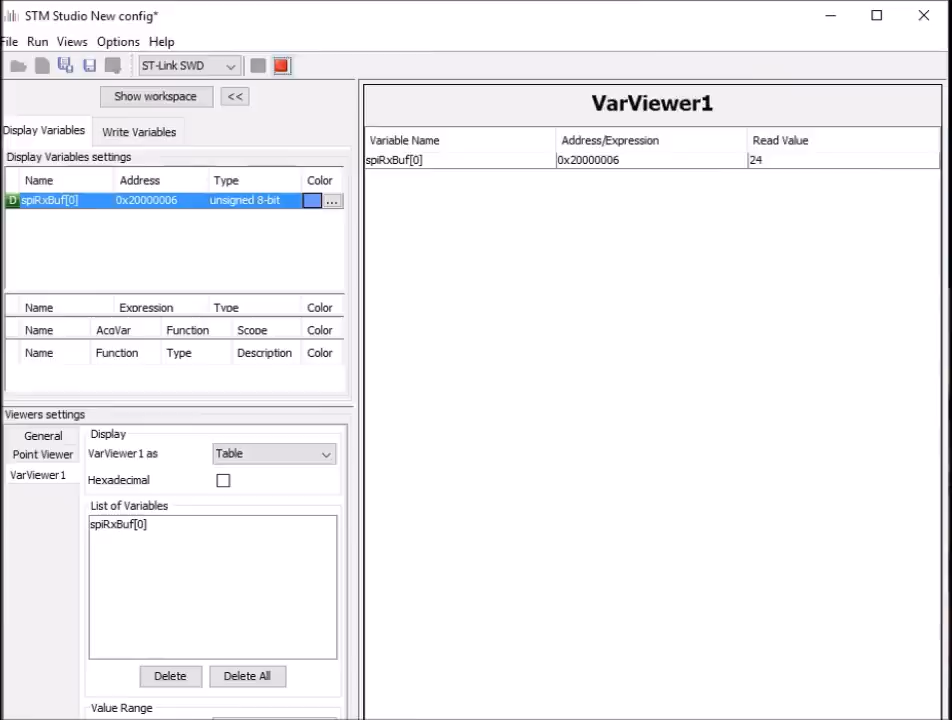 STM Studio New config*
File Run Views Options Help
ST-Link SWD
Show workspace <<
Display Variables Write Variables
Display Variables settings
Name Address Type Color
D spiRxBuf[0] 0x20000006 unsigned 8-bit ...
Name Expression Type Color
Name AcqVar Function Scope Color
Name Function Type Description Color
Viewers settings
General
Point Viewer
VarViewer1
Display
VarViewer1 as Table
Hexadecimal
List of Variables
spiRxBuf[0]
Delete Delete All
Value Range
VarViewer1
Variable Name Address/Expression Read Value
spiRxBuf[0] 0x20000006 24